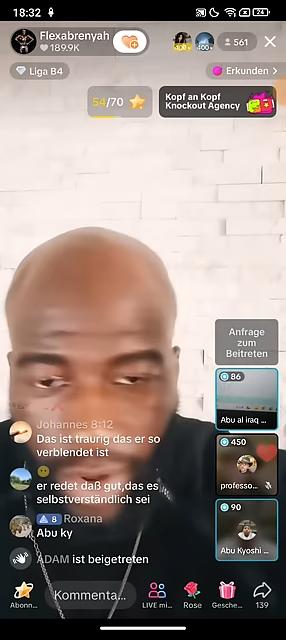 18:32
24
Flexabrenyah
189.9K
400+
400+
561
Liga B4
Erkunden
54/70
Kopf an Kopf
Knockout Agency
Anfrage
zum
Beitreten
86
Abu al iraq ...
450
professo...
90
Abu Kyoshi ...
Johannes 8:12
Das ist traurig das er so
verblendet ist
er redet daß gut,das es
selbstverständlich sei
8 Roxana
Abu ky
ADAM ist beigetreten
Abonn...
Kommenta...
LIVE mi...
Rose
Gesche...
139